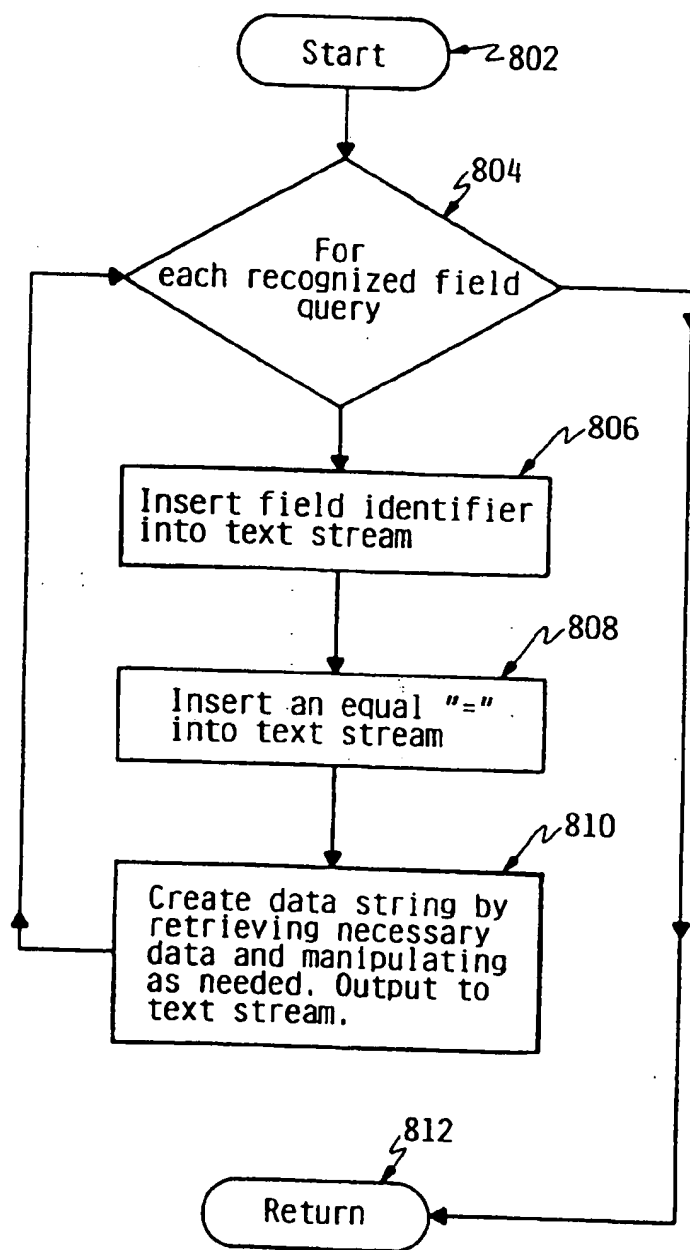 Start
802
804
For
each recognized field
query
806
Insert field identifier
into text stream
808
Insert an equal "="
into text stream
810
Create data string by
retrieving necessary
data and manipulating
as needed. Output to
text stream.
812
Return